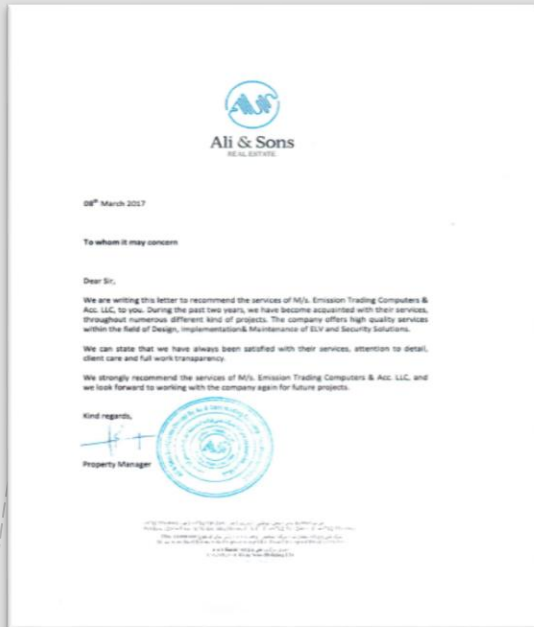 Ali & Sons
REAL ESTATE
08th March 2017
To whom it may concern
Dear Sir,
We are writing this letter to recommend the services of M/s. Emission Trading Computers &
Acc. LLC, to you. During the past two years, we have become acquainted with their services,
throughout numerous different kind of projects. The company offers high quality services
within the field of Design, Implementation& Maintenance of ELV and Security Solutions.
We can state that we have always been satisfied with their services, attention to detail,
client care and full work transparency.
We strongly recommend the services of M/s. Emission Trading Computers & Acc. LLC, and
we look forward to working with the company again for future projects.
Kind regards,
Property Manager